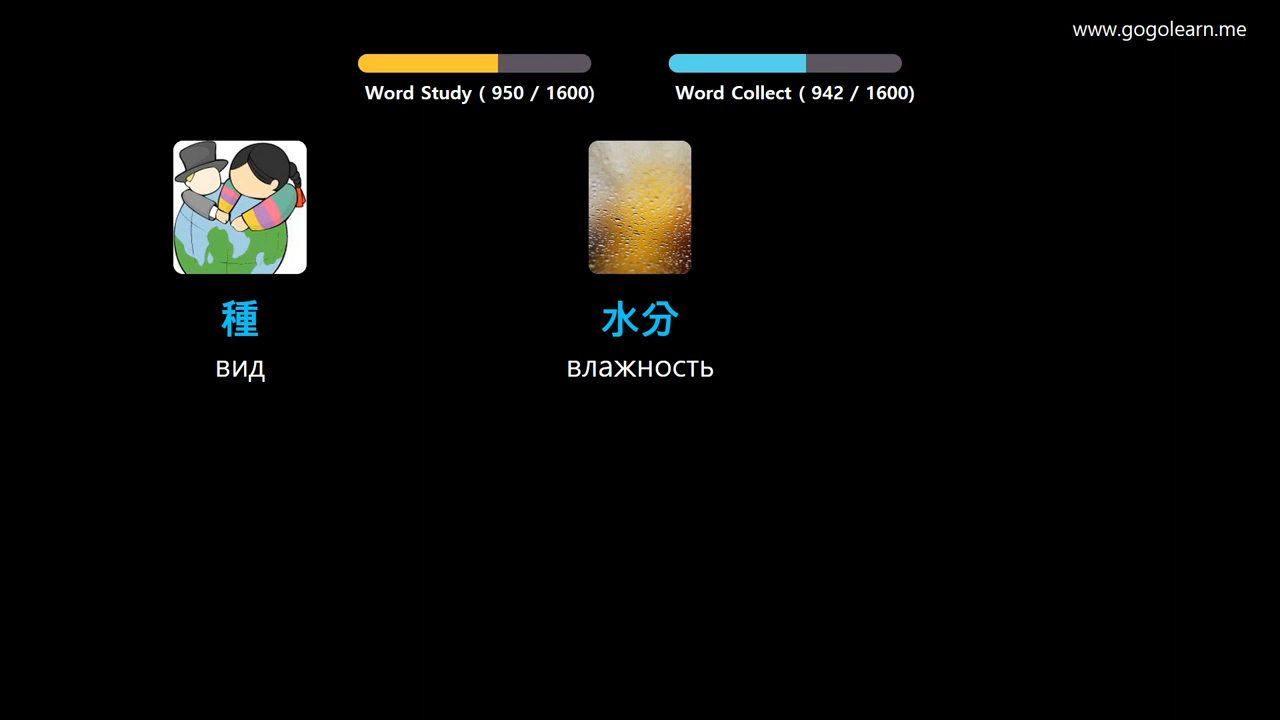 www.gogolearn.me
Word Study ( 950 / 1600)
Word Collect ( 942 / 1600)
種
水分
вид
влажность